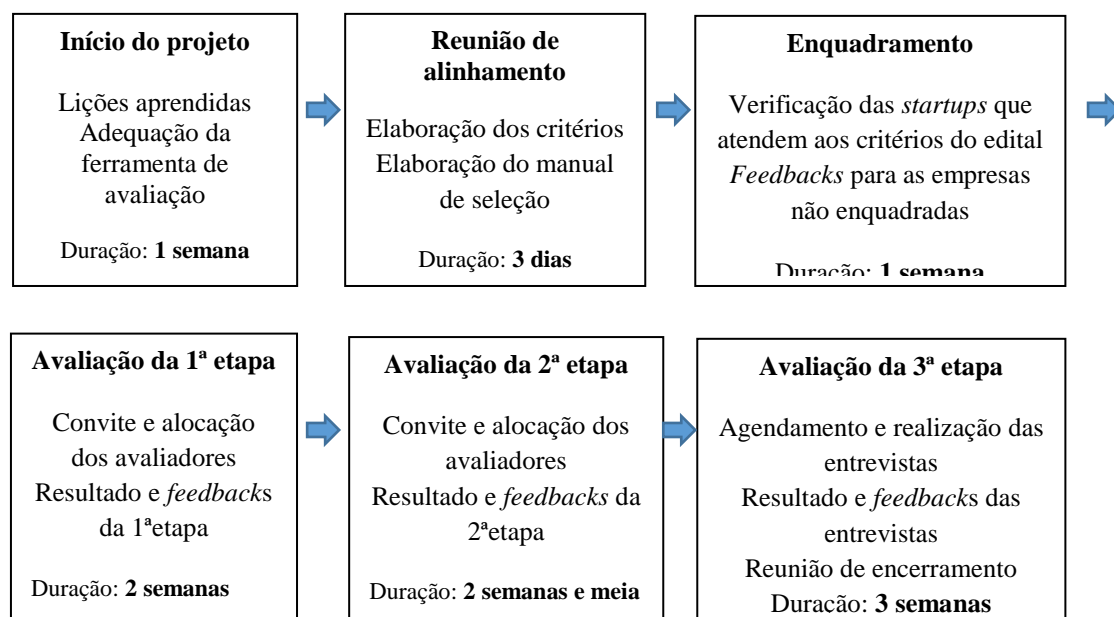 Início do projeto
Lições aprendidas
Adequação da
ferramenta de
avaliação
Duração: 1 semana
Reunião de
alinhamento
Elaboração dos critérios
Elaboração do manual
de seleção
Duração: 3 dias
Enquadramento
Verificação das startups que
atendem aos critérios do edital
Feedbacks para as empresas
não enquadradas
Duração: 1 semana
Avaliação da 1ª etapa
Convite e alocação
dos avaliadores
Resultado e feedbacks
da 1ªetapa
Duração: 2 semanas
Avaliação da 2ª etapa
Convite e alocação dos
avaliadores
Resultado e feedbacks da
2ªetapa
Duração: 2 semanas e meia
Avaliação da 3ª etapa
Agendamento e realização das
entrevistas
Resultado e feedbacks das
entrevistas
Reunião de encerramento
Duração: 3 semanas